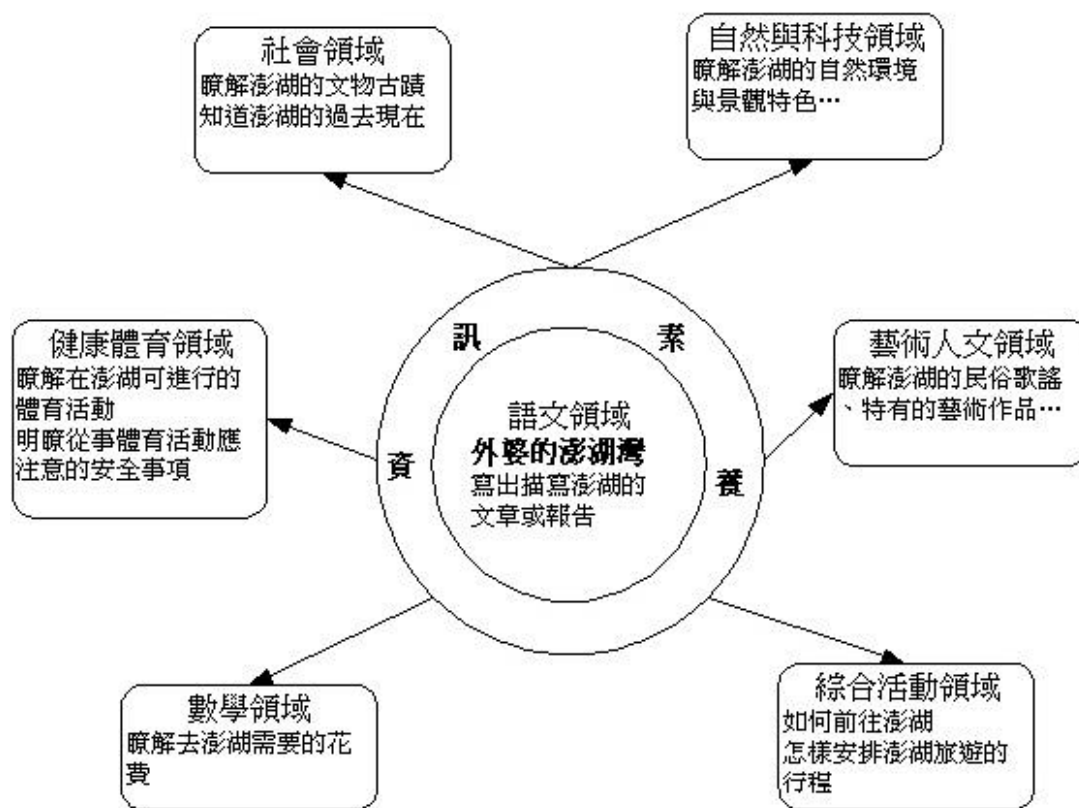 社會領域
瞭解澎湖的文物古蹟
知道澎湖的過去現在
自然與科技領域
瞭解澎湖的自然環境
與景觀特色…
健康體育領域
瞭解在澎湖可進行的
體育活動
明瞭從事體育活動應
注意的安全事項
資
訊
素
養
語文領域
外婆的澎湖灣
寫出描寫澎湖的
文章或報告
藝術人文領域
瞭解澎湖的民俗歌謠
、特有的藝術作品…
數學領域
瞭解去澎湖需要的花
費
綜合活動領域
如何前往澎湖
怎樣安排澎湖旅遊的
行程